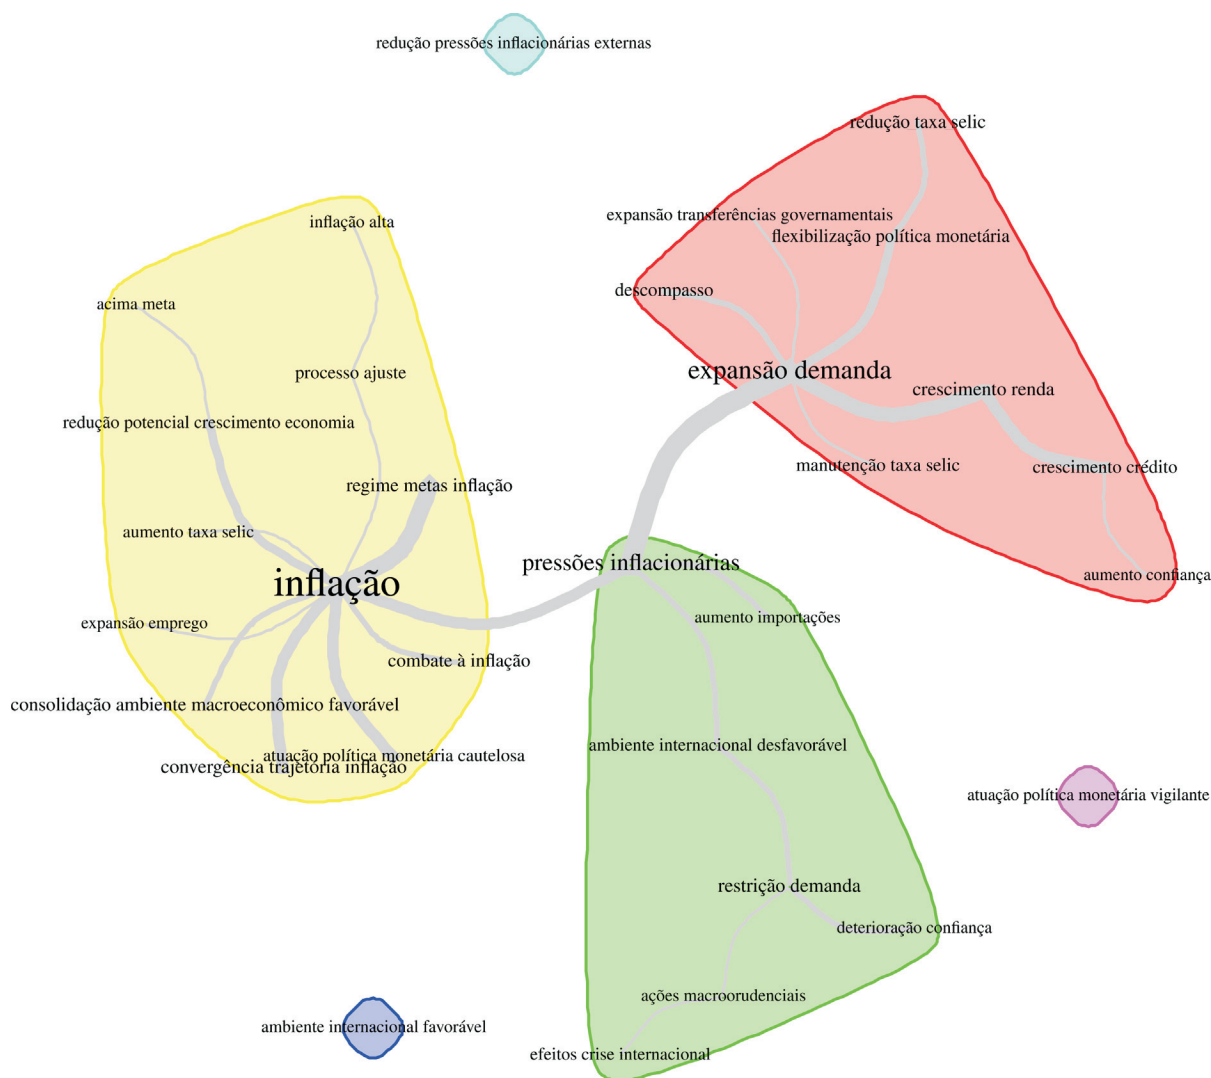 redução pressões inflacionárias externas
redução taxa selic
expansão transferências governamentais
inflação alta
flexibilização política monetária
descompasso
acima meta
expansão demanda
processo ajuste
crescimento renda
redução potencial crescimento economia
manutenção taxa selic
crescimento crédito
regime metas inflação
aumento taxa selic
pressões inflacionárias
aumento confiança
inflação
aumento importações
expansão emprego
combate à inflação
consolidação ambiente macroeconômico favorável
ambiente internacional desfavorável
atuação política monetária cautelosa
convergência trajetória inflação
atuação política monetária vigilante
restrição demanda
deterioração confiança
ações macroorudenciais
ambiente internacional favorável
efeitos crise internacional